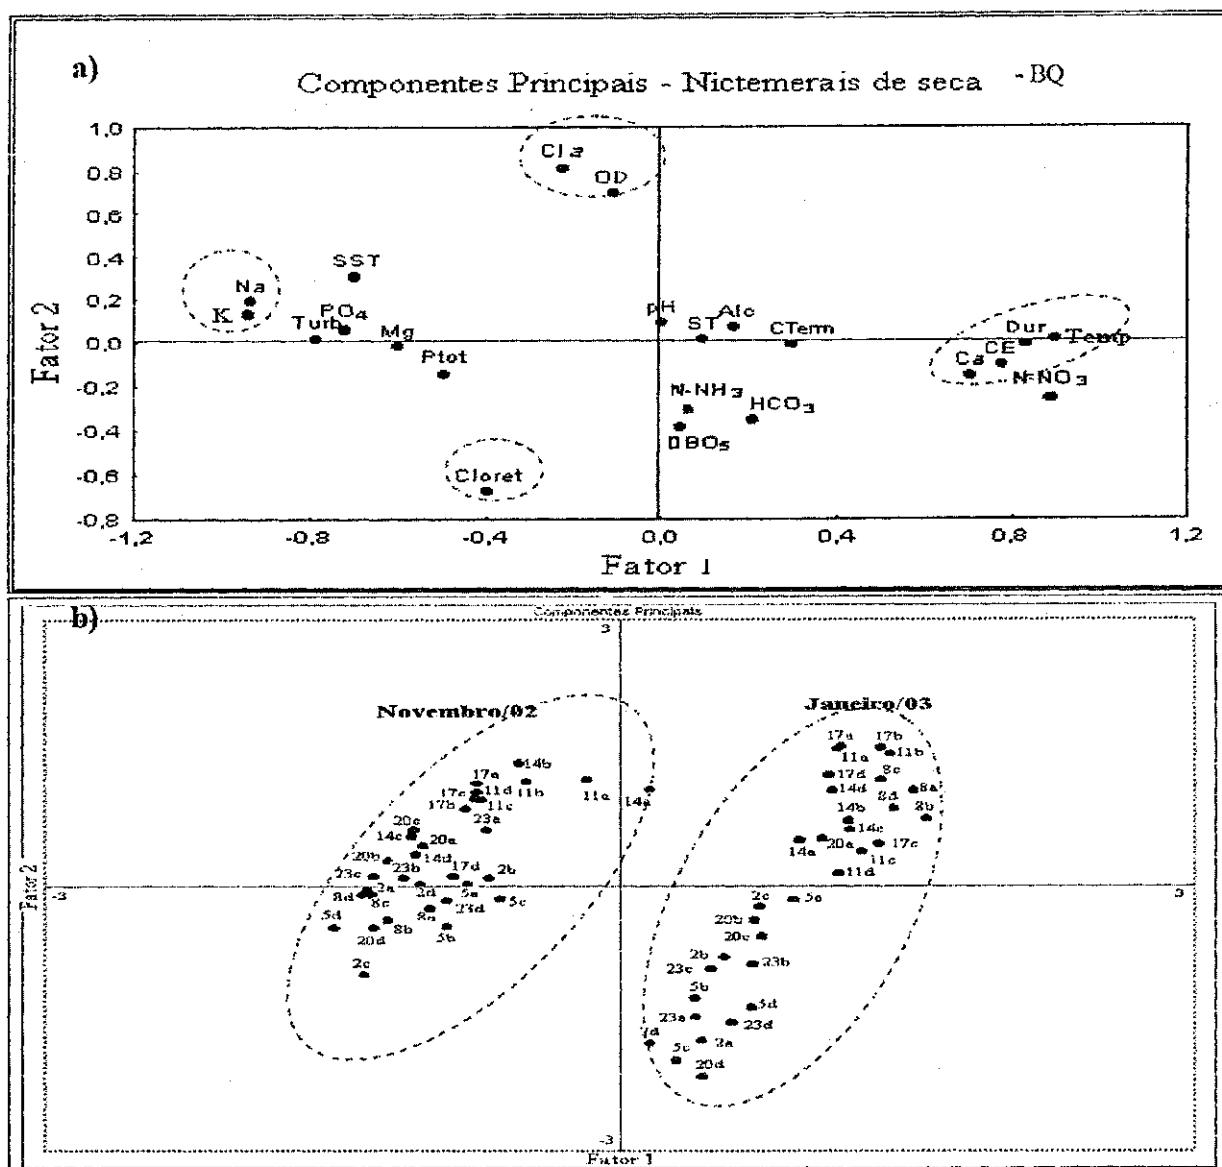 a)
Componentes Principais - Nictemerais de seca - BQ
1,0
0,8
0,6
0,4
0,2
0,0
-0,2
-0,4
-0,6
-0,8
Fator 2
Cl a
OD
SST
Na
K
PO4
Turb
Mg
Ptot
pH
Alc
ST
CTerm
Dur
Temp
Ca CE
N-NO3
N-NH3
HCO3
DBO5
Cloret
-1,2 -0,8 -0,4 0,0 0,4 0,8 1,2
Fator 1
b)
Componentes Principais
3
Novembro/02
Janeiro/03
14b
17a
11d
11b
11a
14a
17c
17b
11c
23a
20c
14c
20a
20b
14d
23c
23b
17d
2b
8d
2a
8c
2d
5a
5c
5d
20d
8b
8a
23d
5b
2c
17a
17b
11a
11b
17d
8c
14d
8a
8d
8b
14b
14c
14a
20a
17c
11c
11d
2c
5a
20b
20c
2b
23c
23b
5b
5d
23a
23d
2a
5c
20d
-3
3
-3
Fator 2
Fator 1